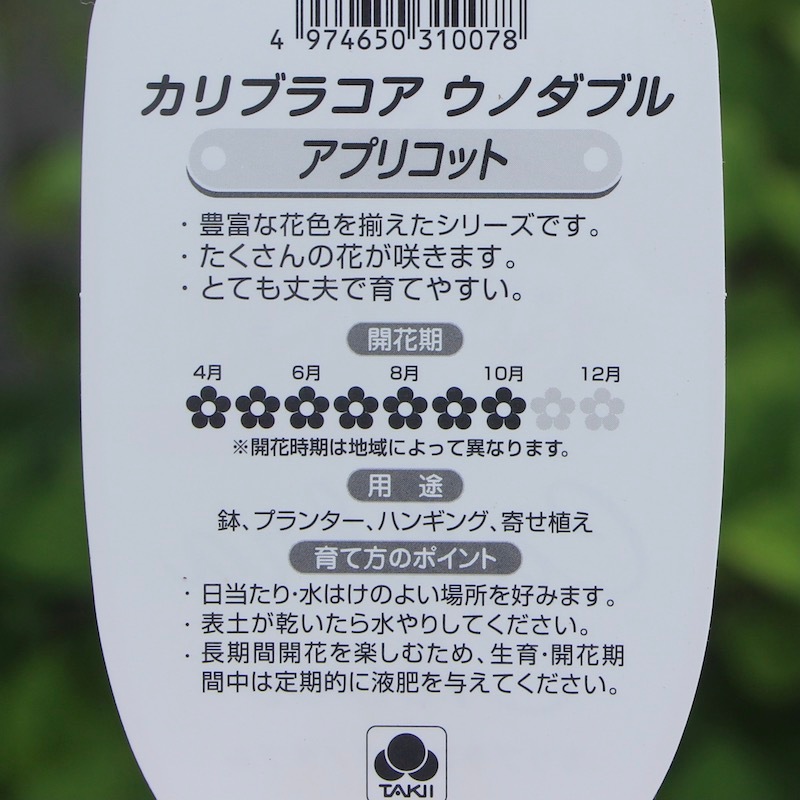 4 974650 310078
カリブラコア ウノダブル
アプリコット
・豊富な花色を揃えたシリーズです。
・たくさんの花が咲きます。
・とても丈夫で育てやすい。
開花期
4月 6月 8月 10月 12月
※開花時期は地域によって異なります。
用 途
鉢、プランター、ハンギング、寄せ植え
育て方のポイント
・日当たり・水はけのよい場所を好みます。
・表土が乾いたら水やりしてください。
・長期間開花を楽しむため、生育・開花期
間中は定期的に液肥を与えてください。
TAKII